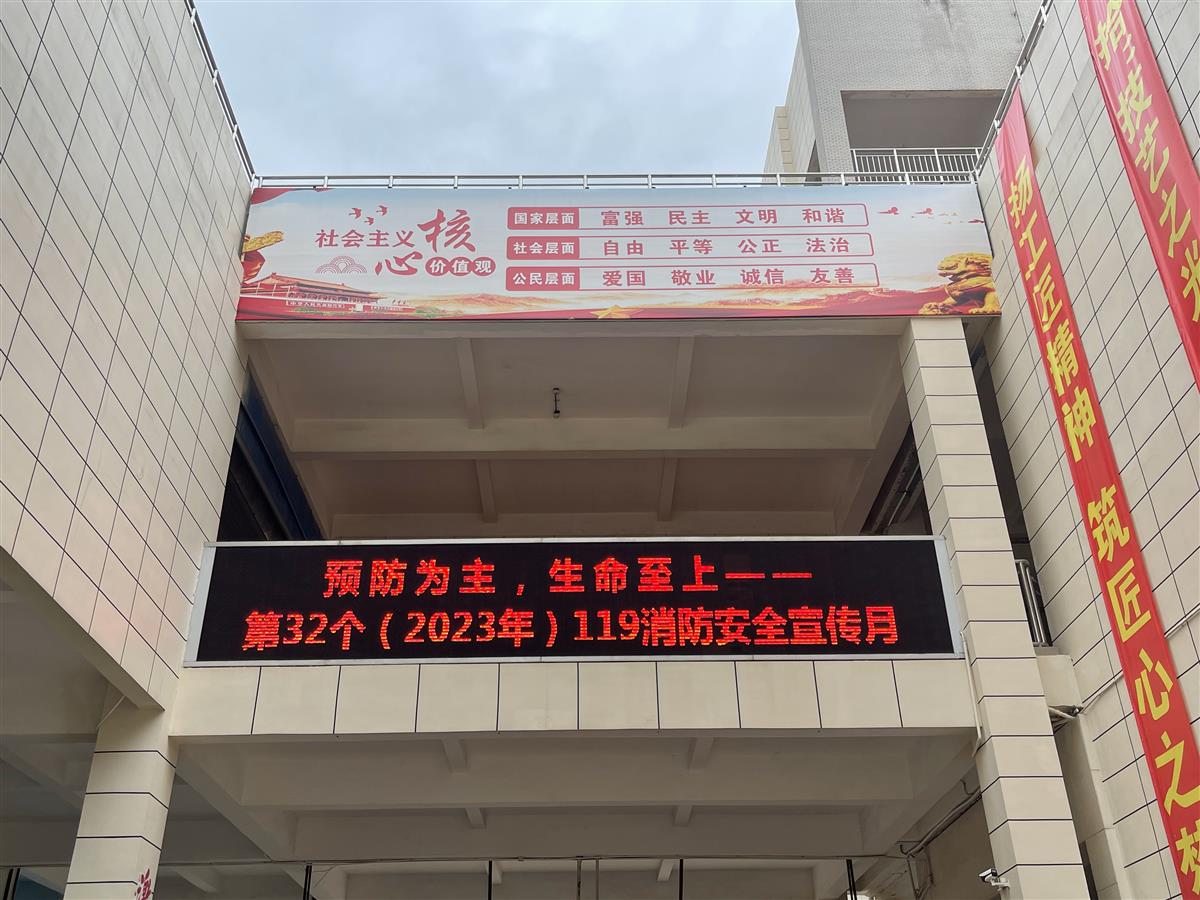 社会主义核
心价值观
国家层面 富强 民主 文明 和谐
社会层面 自由 平等 公正 法治
公民层面 爱国 敬业 诚信 友善
预防为主，生命至上——
第32个（2023年）119消防安全宣传月
扬工匠精神 筑匠心之梦
技艺之光